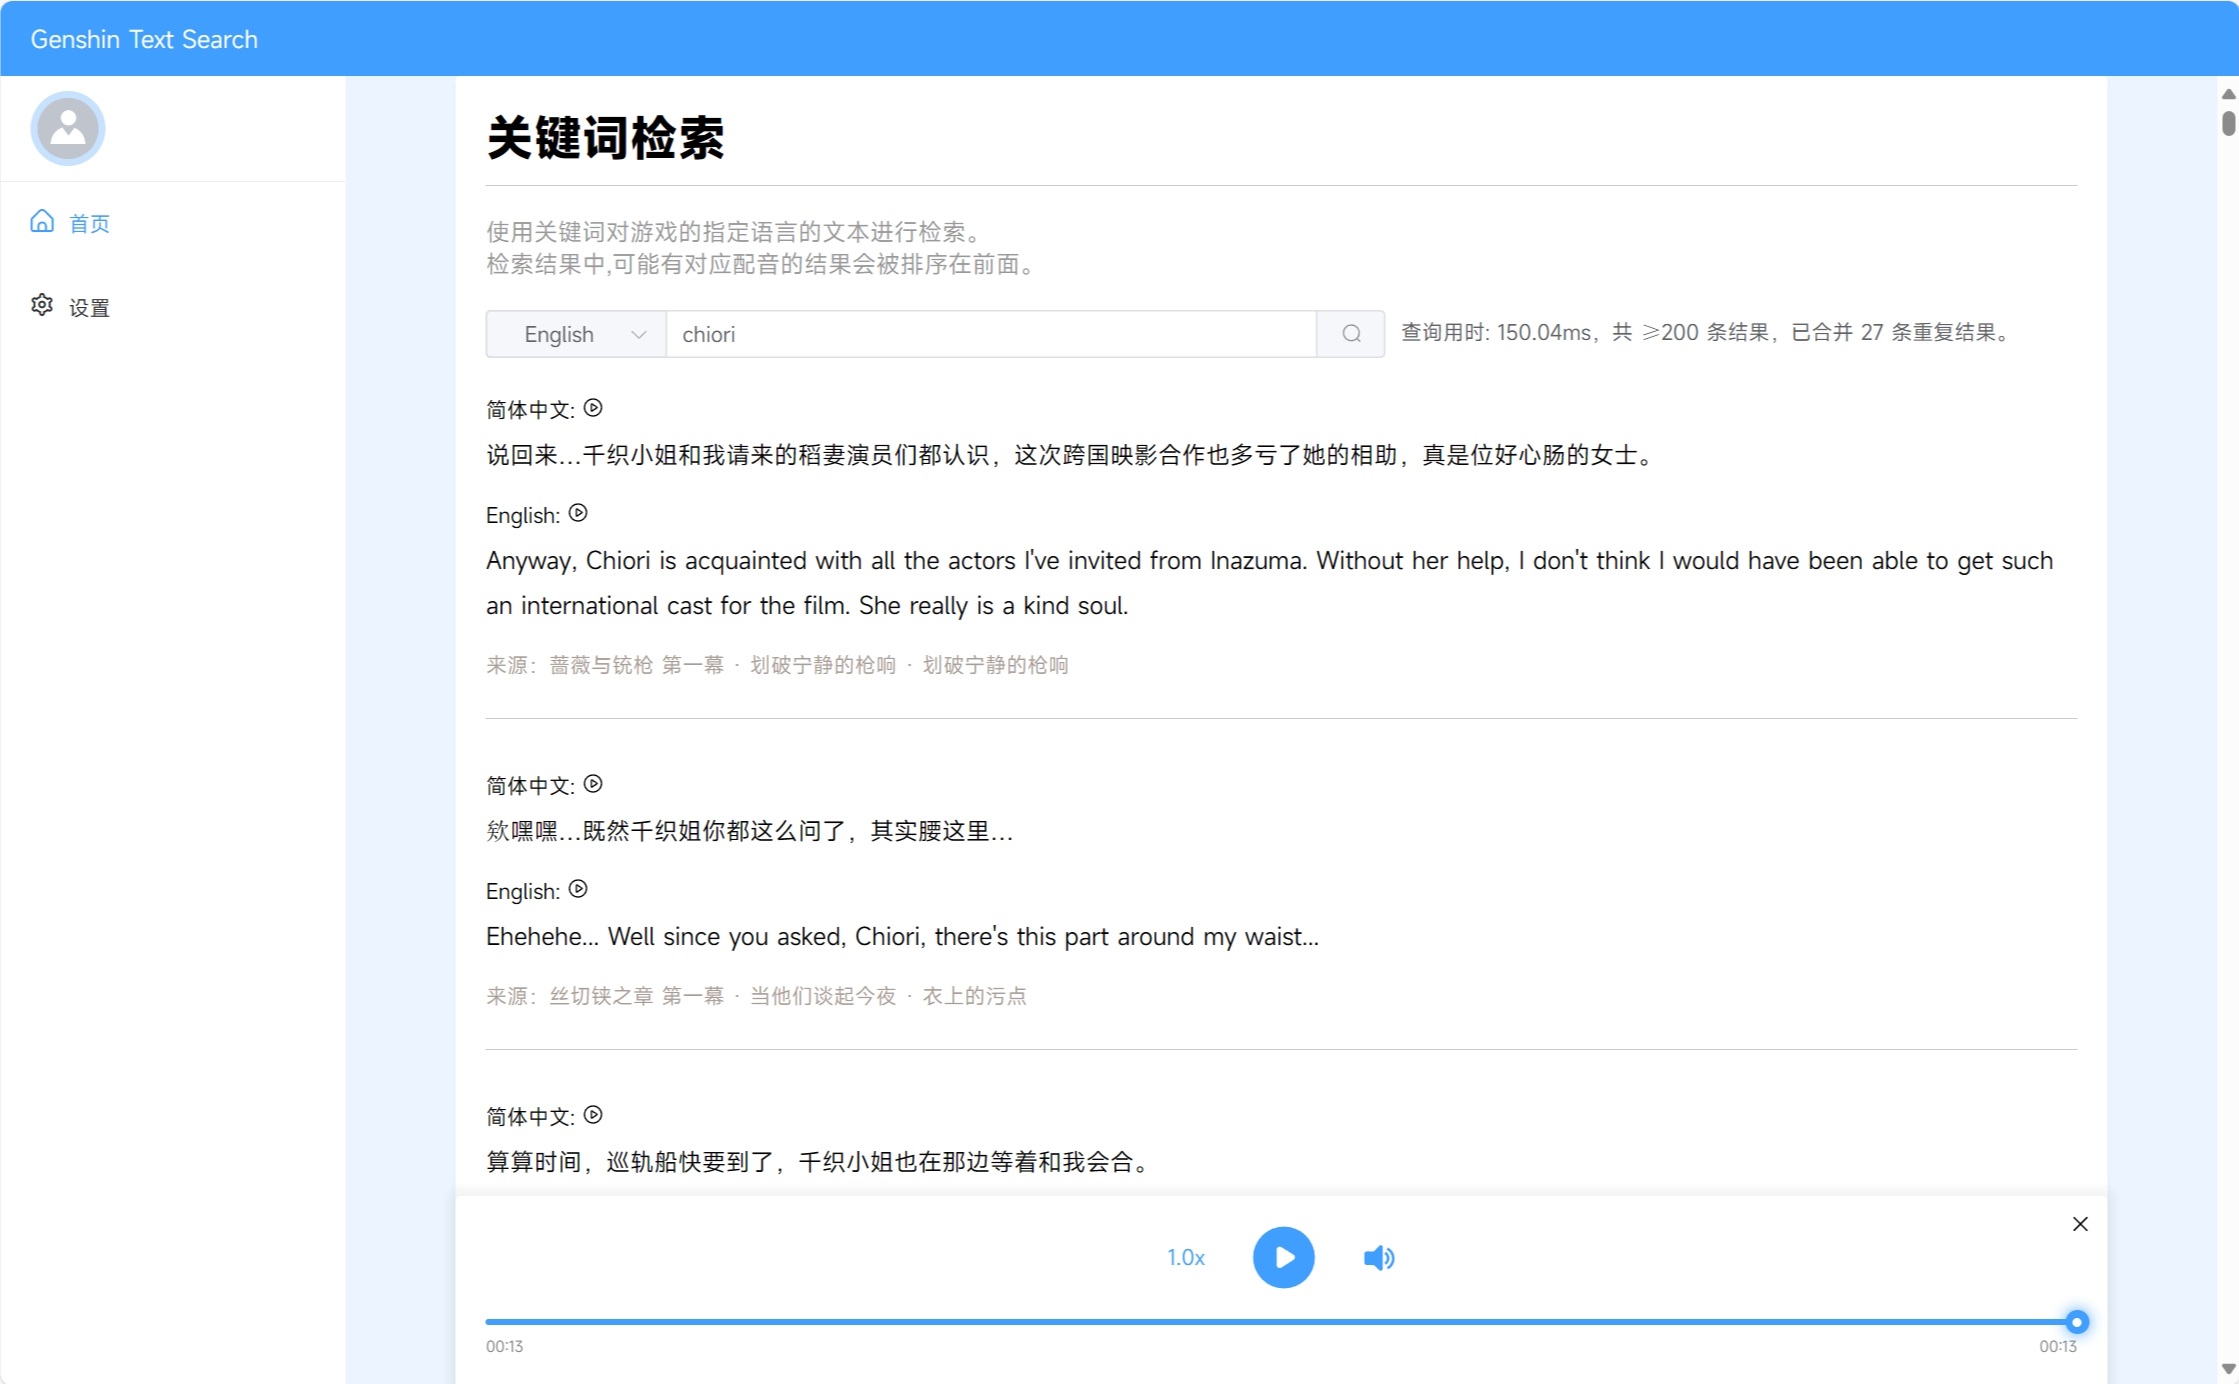 Genshin Text Search
首页
设置
关键词检索
使用关键词对游戏的指定语言的文本进行检索。
检索结果中,可能有对应配音的结果会被排序在前面。
English chiori 查询用时: 150.04ms，共 ≥200 条结果，已合并 27 条重复结果。
简体中文:
说回来…千织小姐和我请来的稻妻演员们都认识，这次跨国映影合作也多亏了她的相助，真是位好心肠的女士。
English:
Anyway, Chiori is acquainted with all the actors I've invited from Inazuma. Without her help, I don't think I would have been able to get such
an international cast for the film. She really is a kind soul.
来源：蔷薇与铳枪 第一幕 · 划破宁静的枪响 · 划破宁静的枪响
简体中文:
欸嘿嘿…既然千织姐你都这么问了，其实腰这里…
English:
Ehehehe... Well since you asked, Chiori, there's this part around my waist...
来源：丝切铗之章 第一幕 · 当他们谈起今夜 · 衣上的污点
简体中文:
算算时间，巡轨船快要到了，千织小姐也在那边等着和我会合。
1.0x
00:13 00:13